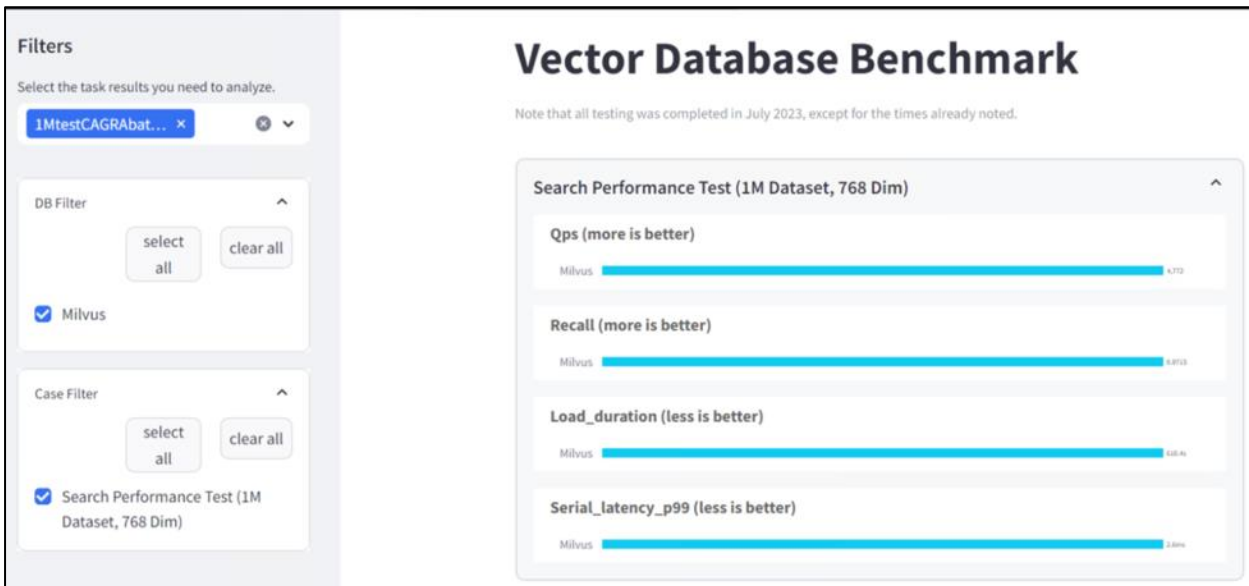 Filters
Select the task results you need to analyze.
1MtestCAGRAbat... ×
DB Filter
select all
clear all
Milvus
Case Filter
select all
clear all
Search Performance Test (1M
Dataset, 768 Dim)
Vector Database Benchmark
Note that all testing was completed in July 2023, except for the times already noted.
Search Performance Test (1M Dataset, 768 Dim)
Qps (more is better)
Milvus
Recall (more is better)
Milvus
Load_duration (less is better)
Milvus
Serial_latency_p99 (less is better)
Milvus